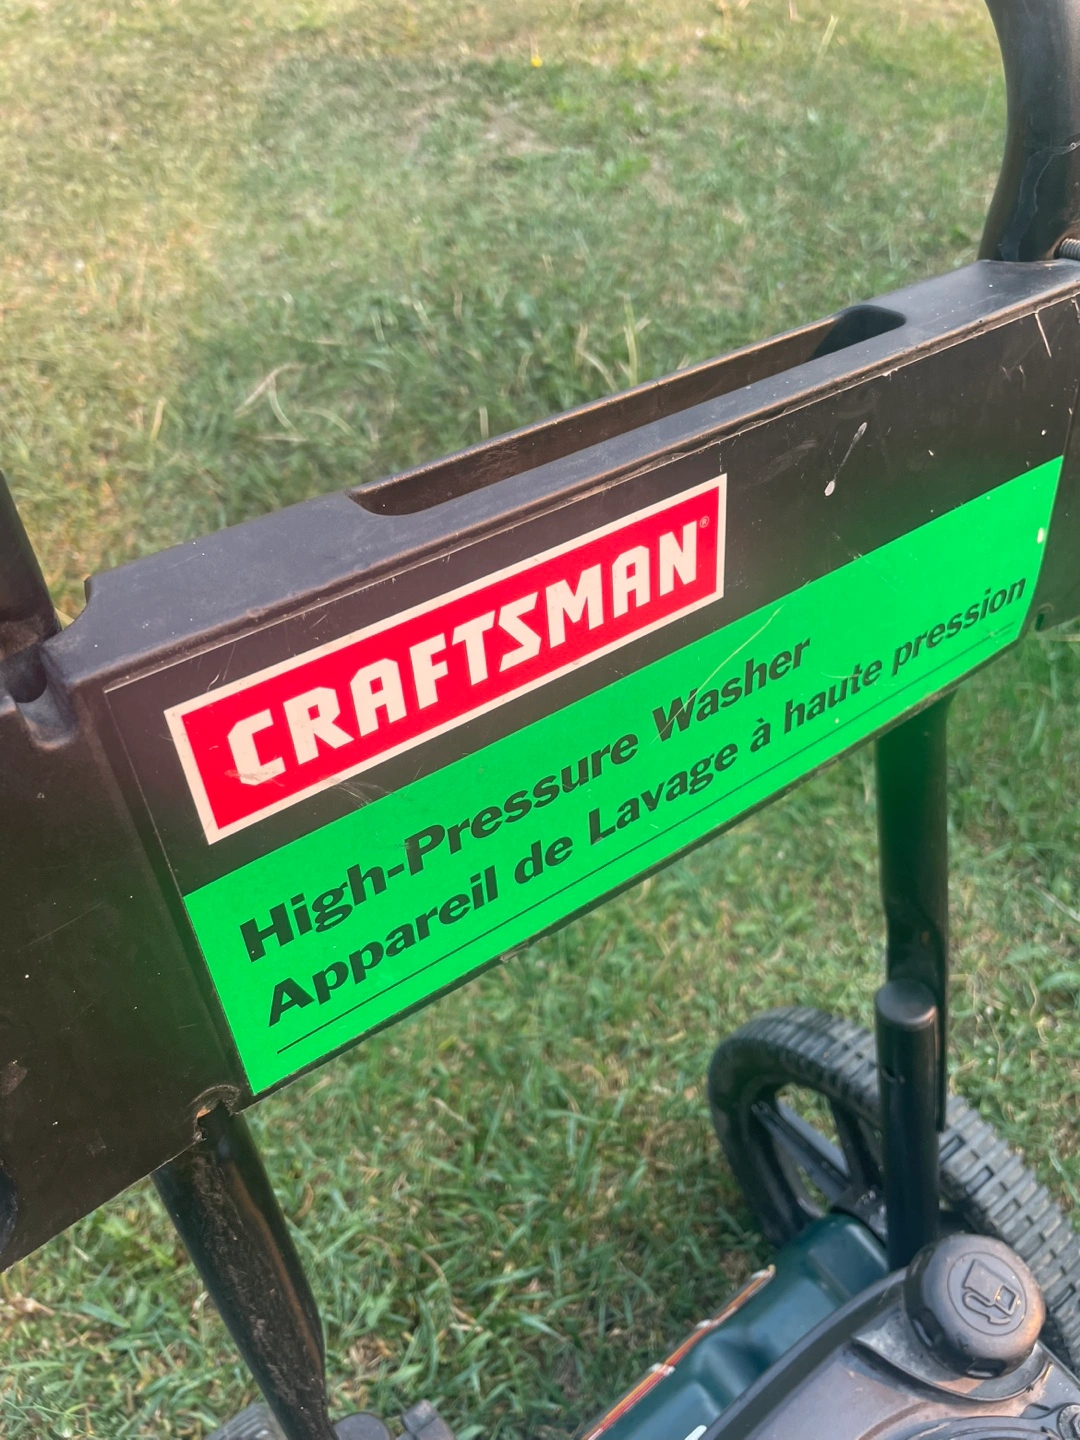 CRAFTSMAN®
High-Pressure Washer
Appareil de Lavage à haute pression